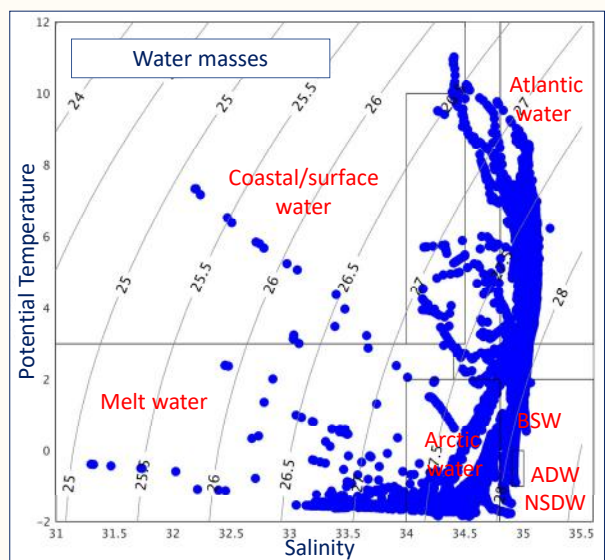 Water masses
12
10
8
6
4
2
0
−2
31
31.5
32
32.5
33
33.5
34
34.5
35
35.5
Potential Temperature
Salinity
24
25
25.5
26
27
Atlantic
water
Coastal/surface
water
25
25.5
26
26.5
27
28
Melt water
BSW
Arctic
water
ADW
NSDW
25
25.5
26
26.5